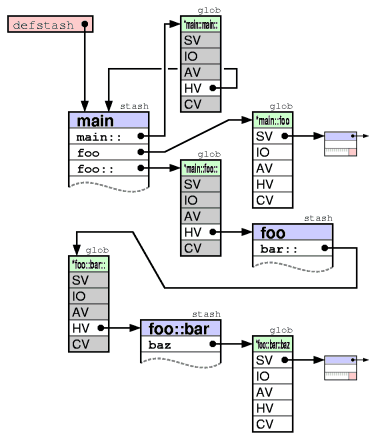 glob
defstash
*main::main::
SV
IO
AV
HV
CV
stash
main
main::
foo
foo::
glob
*main::foo
SV
IO
AV
HV
CV
glob
*main::foo::
SV
IO
AV
HV
CV
stash
foo
bar::
glob
*foo::bar::
SV
IO
AV
HV
CV
stash
foo::bar
baz
glob
*foo::bar::baz
SV
IO
AV
HV
CV